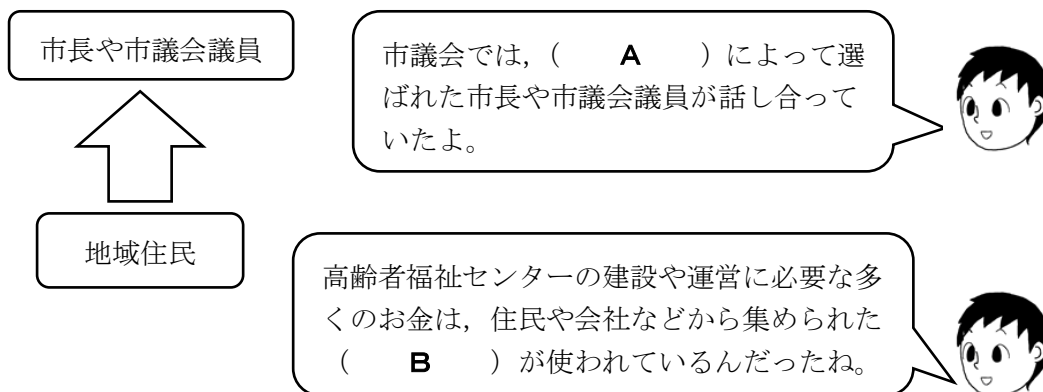 市長や市議会議員
市議会では，（　A　）によって選
ばれた市長や市議会議員が話し合って
いたよ。
地域住民
高齢者福祉センターの建設や運営に必要な多
くのお金は，住民や会社などから集められた
（　B　）が使われているんだったね。